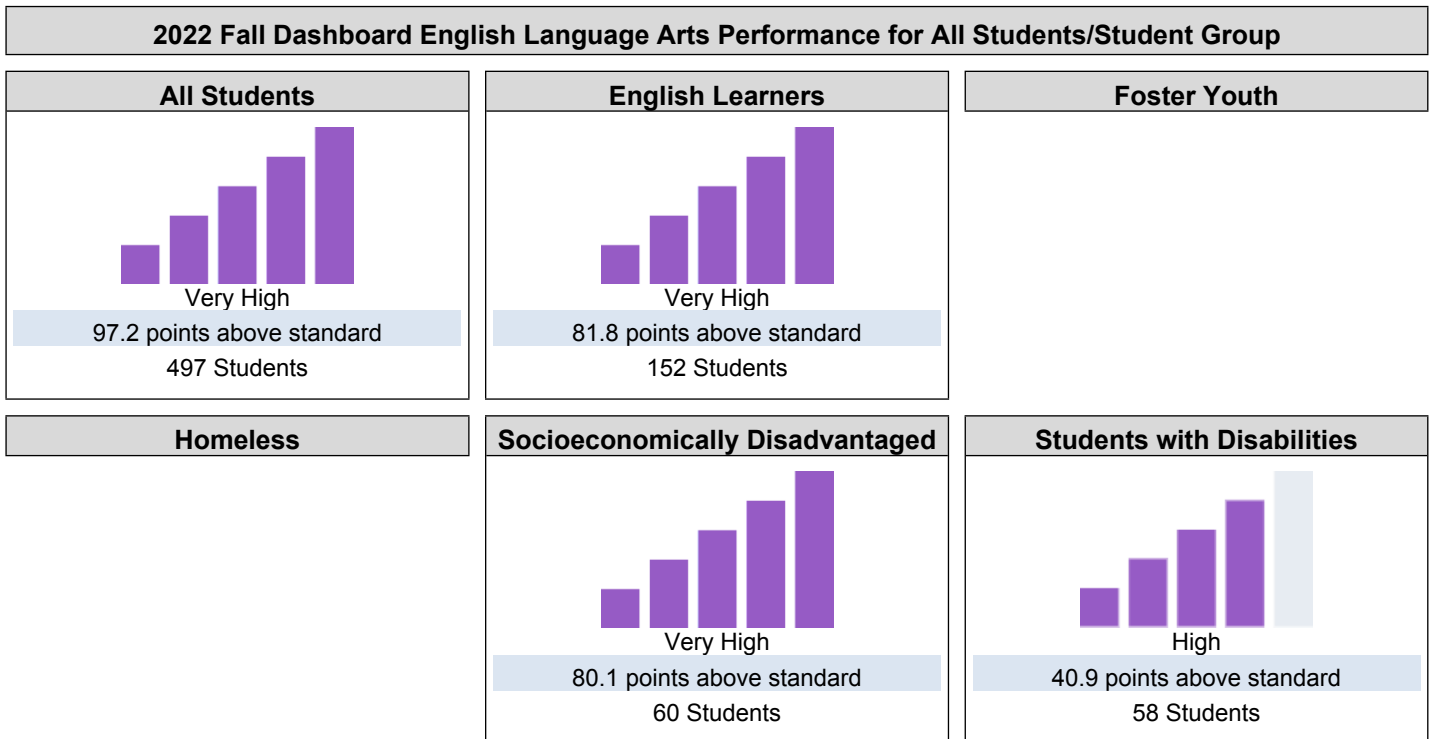 2022 Fall Dashboard English Language Arts Performance for All Students/Student Group
All Students
Very High
97.2 points above standard
497 Students
English Learners
Very High
81.8 points above standard
152 Students
Foster Youth
Homeless
Socioeconomically Disadvantaged
Very High
80.1 points above standard
60 Students
Students with Disabilities
High
40.9 points above standard
58 Students